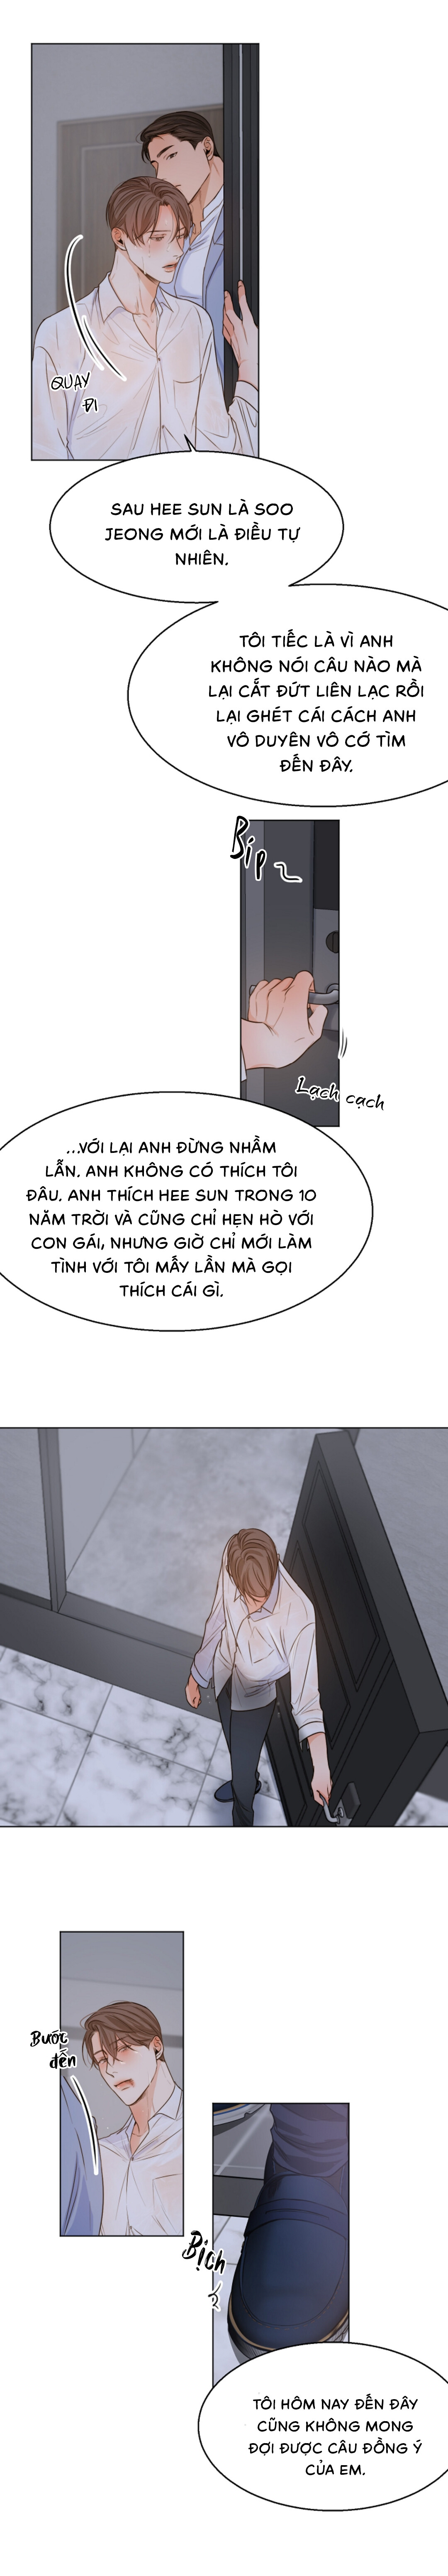 QUAY
ĐI
SAU HEE SUN LÀ SOO
JEONG MỚI LÀ ĐIỀU TỰ
NHIÊN.
TÔI TIẾC LÀ VÌ ANH
KHÔNG NÓI CÂU NÀO MÀ
LẠI CẮT ĐỨT LIÊN LẠC RỒI
LẠI GHÉT CÁI CÁCH ANH
VÔ DUYÊN VÔ CỚ TÌM
ĐẾN ĐÂY.
Bíp~
Lạch cạch
...VỚI LẠI ANH ĐỪNG NHẦM
LẪN. ANH KHÔNG CÓ THÍCH TÔI
ĐÂU. ANH THÍCH HEE SUN TRONG 10
NĂM TRỜI VÀ CŨNG CHỈ HẸN HÒ VỚI
CON GÁI, NHƯNG GIỜ CHỈ MỚI LÀM
TÌNH VỚI TÔI MẤY LẦN MÀ GỌI
THÍCH CÁI GÌ.
Bước
đến
Bịch
TÔI HÔM NAY ĐẾN ĐÂY
CŨNG KHÔNG MONG
ĐỢI ĐƯỢC CÂU ĐỒNG Ý
CỦA EM.